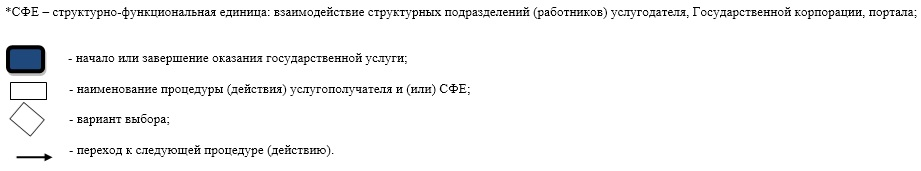 *СФЕ – структурно-функциональная единица: взаимодействие структурных подразделений (работников) услугодателя, Государственной корпорации, портала;
- начало или завершение оказания государственной услуги;
- наименование процедуры (действия) услугополучателя и (или) СФЕ;
- вариант выбора;
- переход к следующей процедуре (действию).